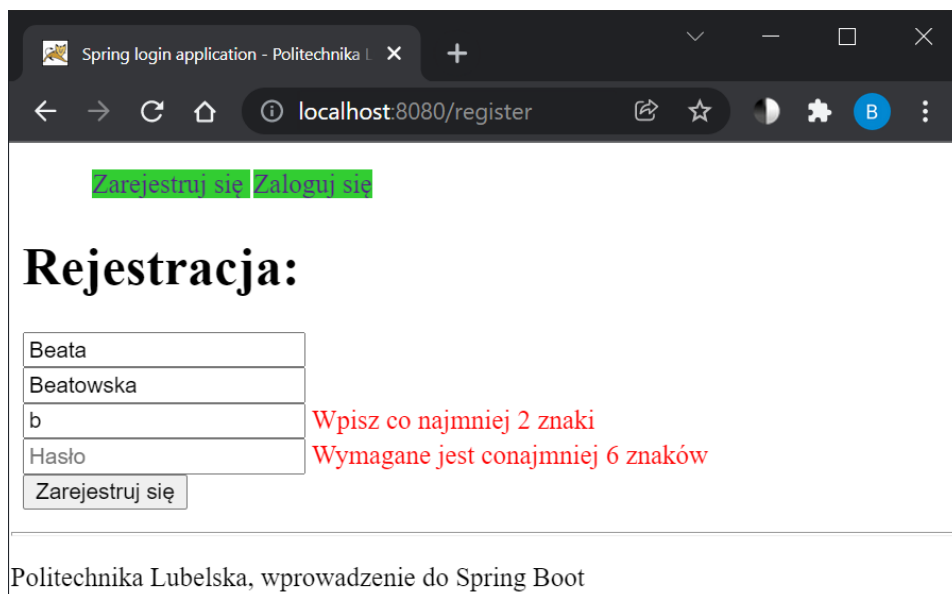 Spring login application - Politechnika L
localhost:8080/register
B
Zarejestruj się Zaloguj się
Rejestracja:
Beata
Beatowska
b Wpisz co najmniej 2 znaki
Hasło Wymagane jest conajmniej 6 znaków
Zarejestruj się
Politechnika Lubelska, wprowadzenie do Spring Boot